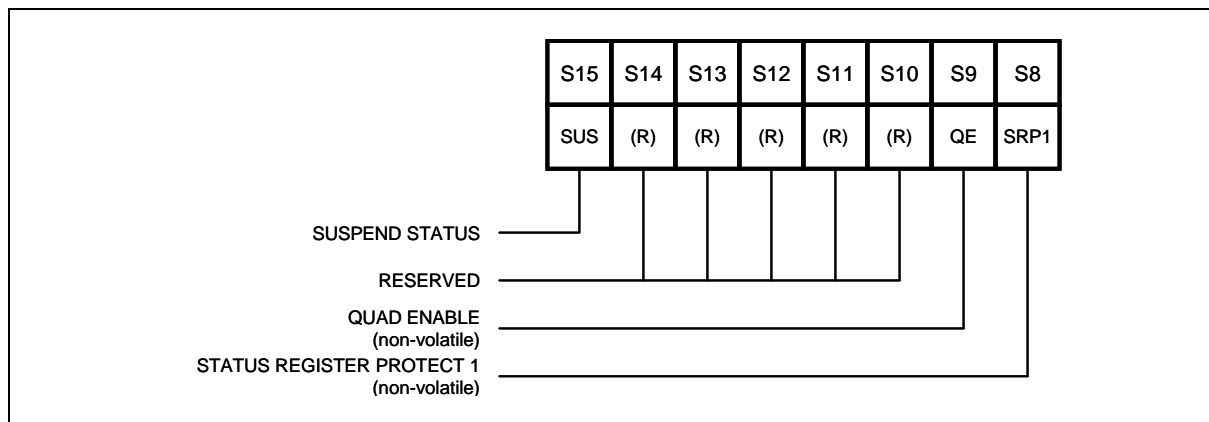 S15 S14 S13 S12 S11 S10 S9 S8
SUS (R) (R) (R) (R) (R) QE SRP1
SUSPEND STATUS
RESERVED
QUAD ENABLE
(non-volatile)
STATUS REGISTER PROTECT 1
(non-volatile)